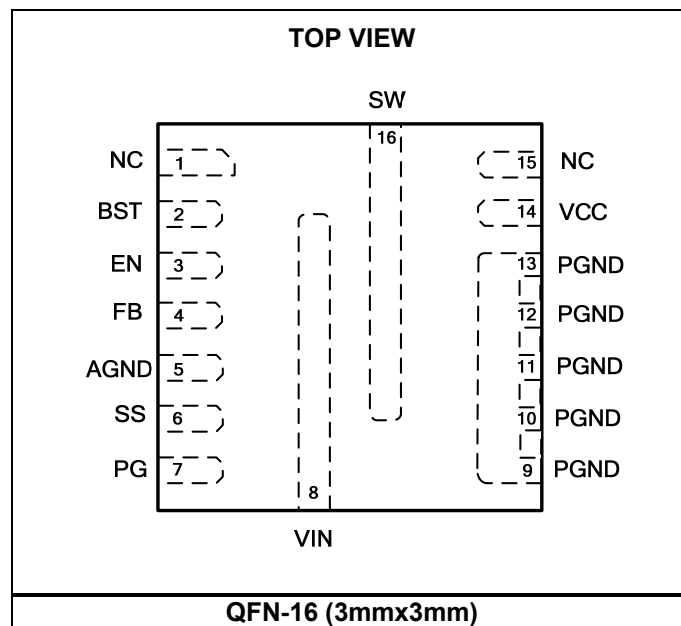 TOP VIEW
SW
16
NC 1 15 NC
BST 2 14 VCC
EN 3 13 PGND
FB 4 12 PGND
AGND 5 11 PGND
SS 6 10 PGND
PG 7 9 PGND
8
VIN
QFN-16 (3mmx3mm)